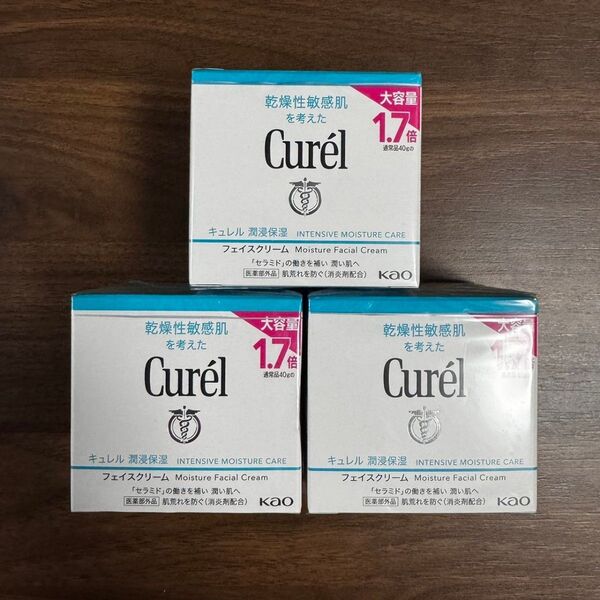 乾燥性敏感肌
を考えた
大容量
1.7倍
通常品40gの
Curél
キュレル 潤浸保湿 INTENSIVE MOISTURE CARE
フェイスクリーム Moisture Facial Cream
「セラミド」の働きを補い 潤い肌へ
医薬部外品 肌荒れを防ぐ(消炎剤配合)
Kao
乾燥性敏感肌
を考えた
大容量
1.7倍
通常品40gの
Curél
キュレル 潤浸保湿 INTENSIVE MOISTURE CARE
フェイスクリーム Moisture Facial Cream
「セラミド」の働きを補い 潤い肌へ
医薬部外品 肌荒れを防ぐ(消炎剤配合)
Kao
乾燥性敏感肌
を考えた
Curél
キュレル 潤浸保湿 INTENSIVE MOISTURE CARE
フェイスクリーム Moisture Facial Cream
「セラミド」の働きを補い 潤い肌へ
医薬部外品 肌荒れを防ぐ(消炎剤配合)
Kao